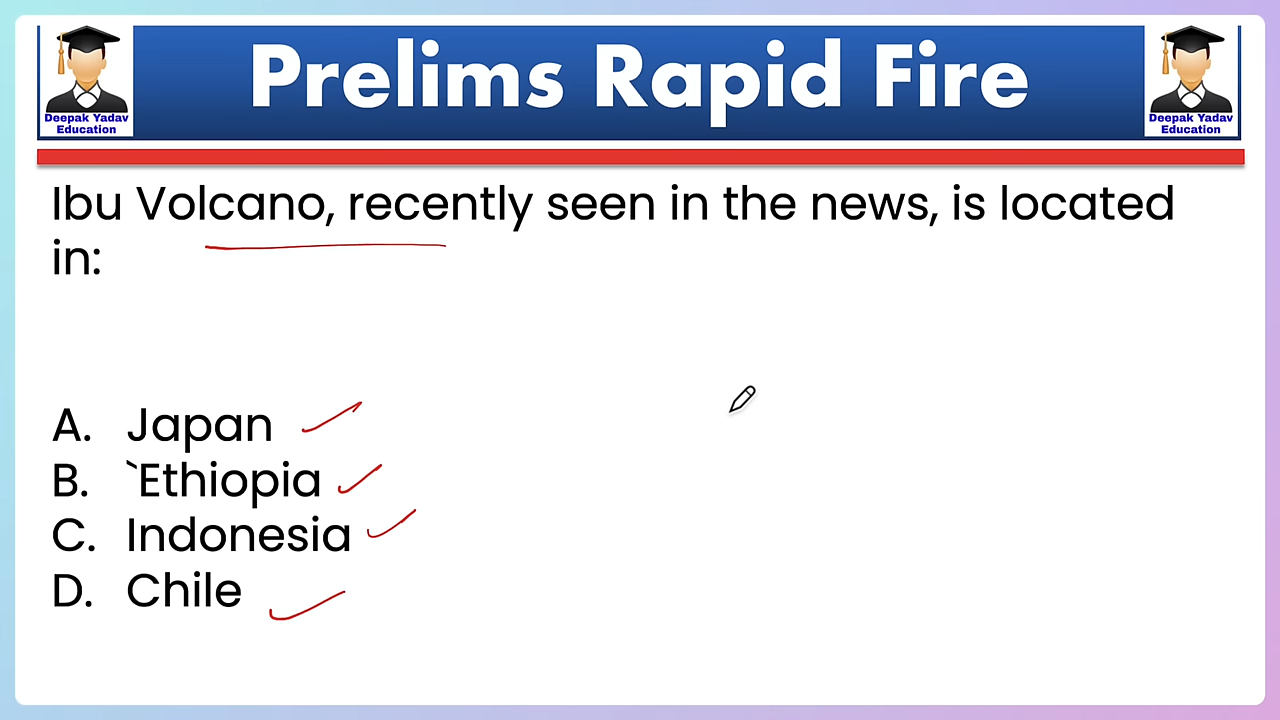 Prelims Rapid Fire
Deepak Yadav
Education
Deepak Yadav
Education
Ibu Volcano, recently seen in the news, is located
in:
A. Japan
B. `Ethiopia
C. Indonesia
D. Chile